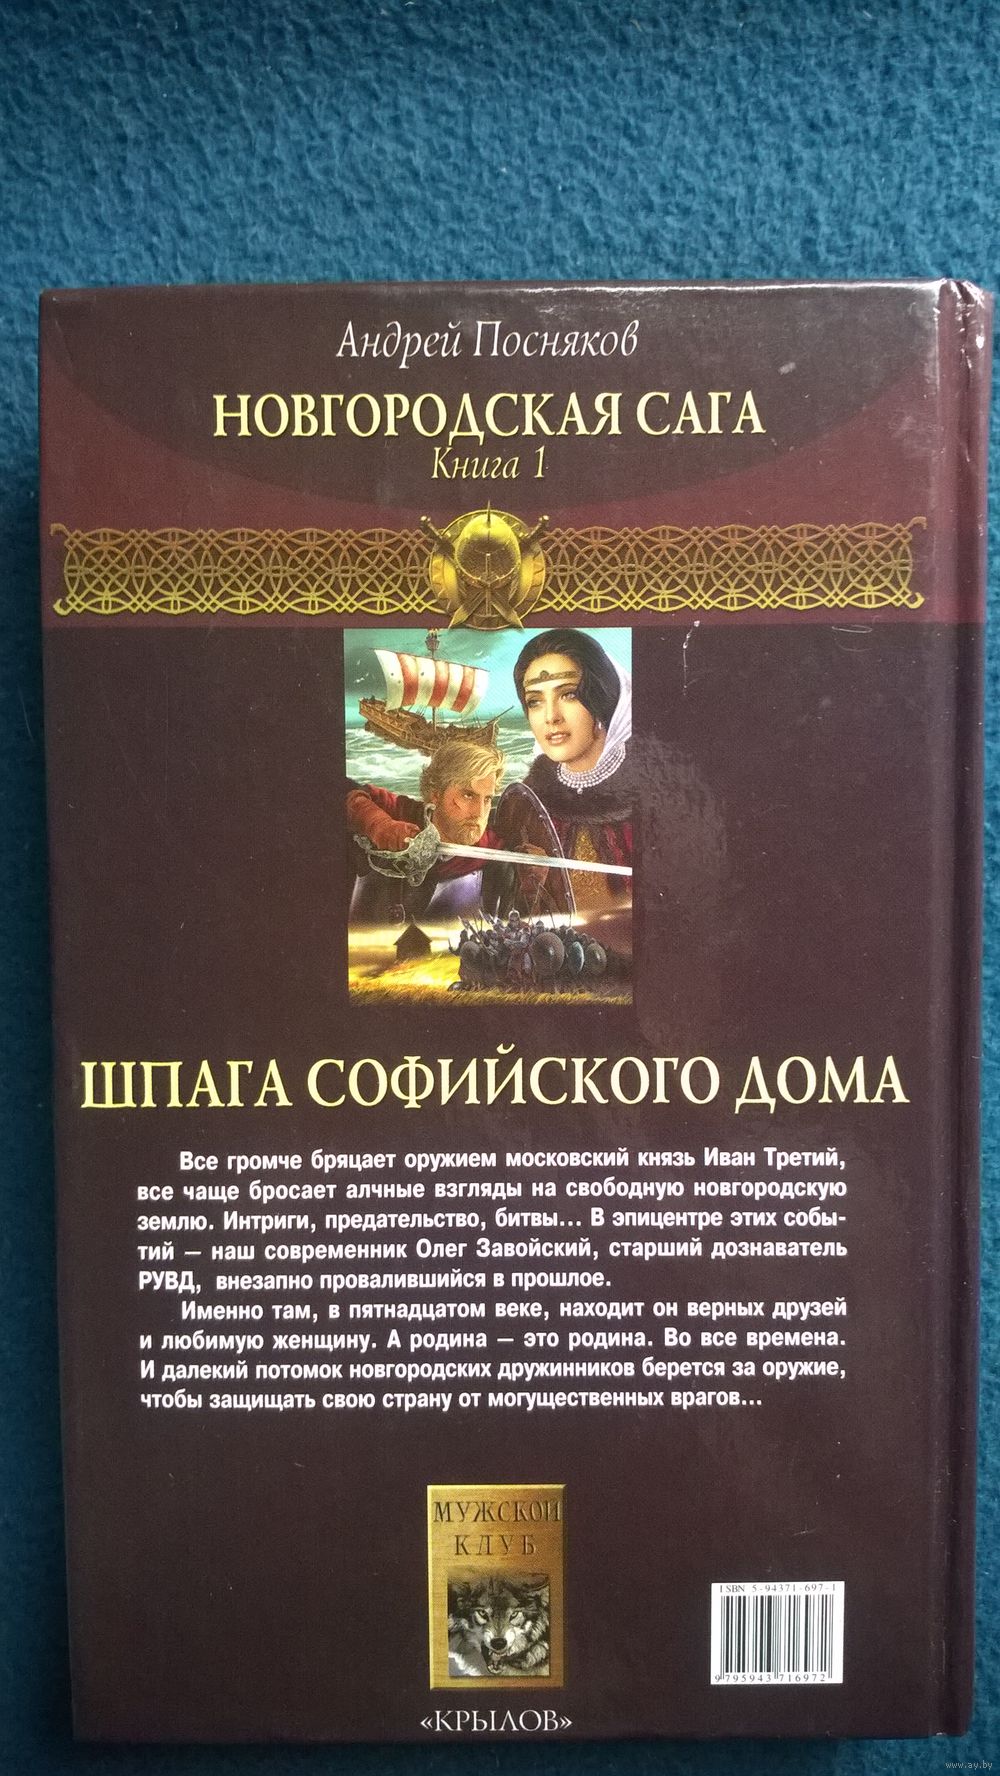 Андрей Посняков
НОВГОРОДСКАЯ САГА
Книга 1
ШПАГА СОФИЙСКОГО ДОМА
Все громче бряцает оружием московский князь Иван Третий,
все чаще бросает алчные взгляды на свободную новгородскую
землю. Интриги, предательство, битвы... В эпицентре этих собы-
тий — наш современник Олег Завойский, старший дознаватель
РУВД, внезапно провалившийся в прошлое.
Именно там, в пятнадцатом веке, находит он верных друзей
и любимую женщину. А родина — это родина. Во все времена.
И далекий потомок новгородских дружинников берется за оружие,
чтобы защищать свою страну от могущественных врагов...
МУЖСКОЙ
КЛУБ
ISBN 5-94371-697-1
9795943716972
«КРЫЛОВ»
www.ay.by